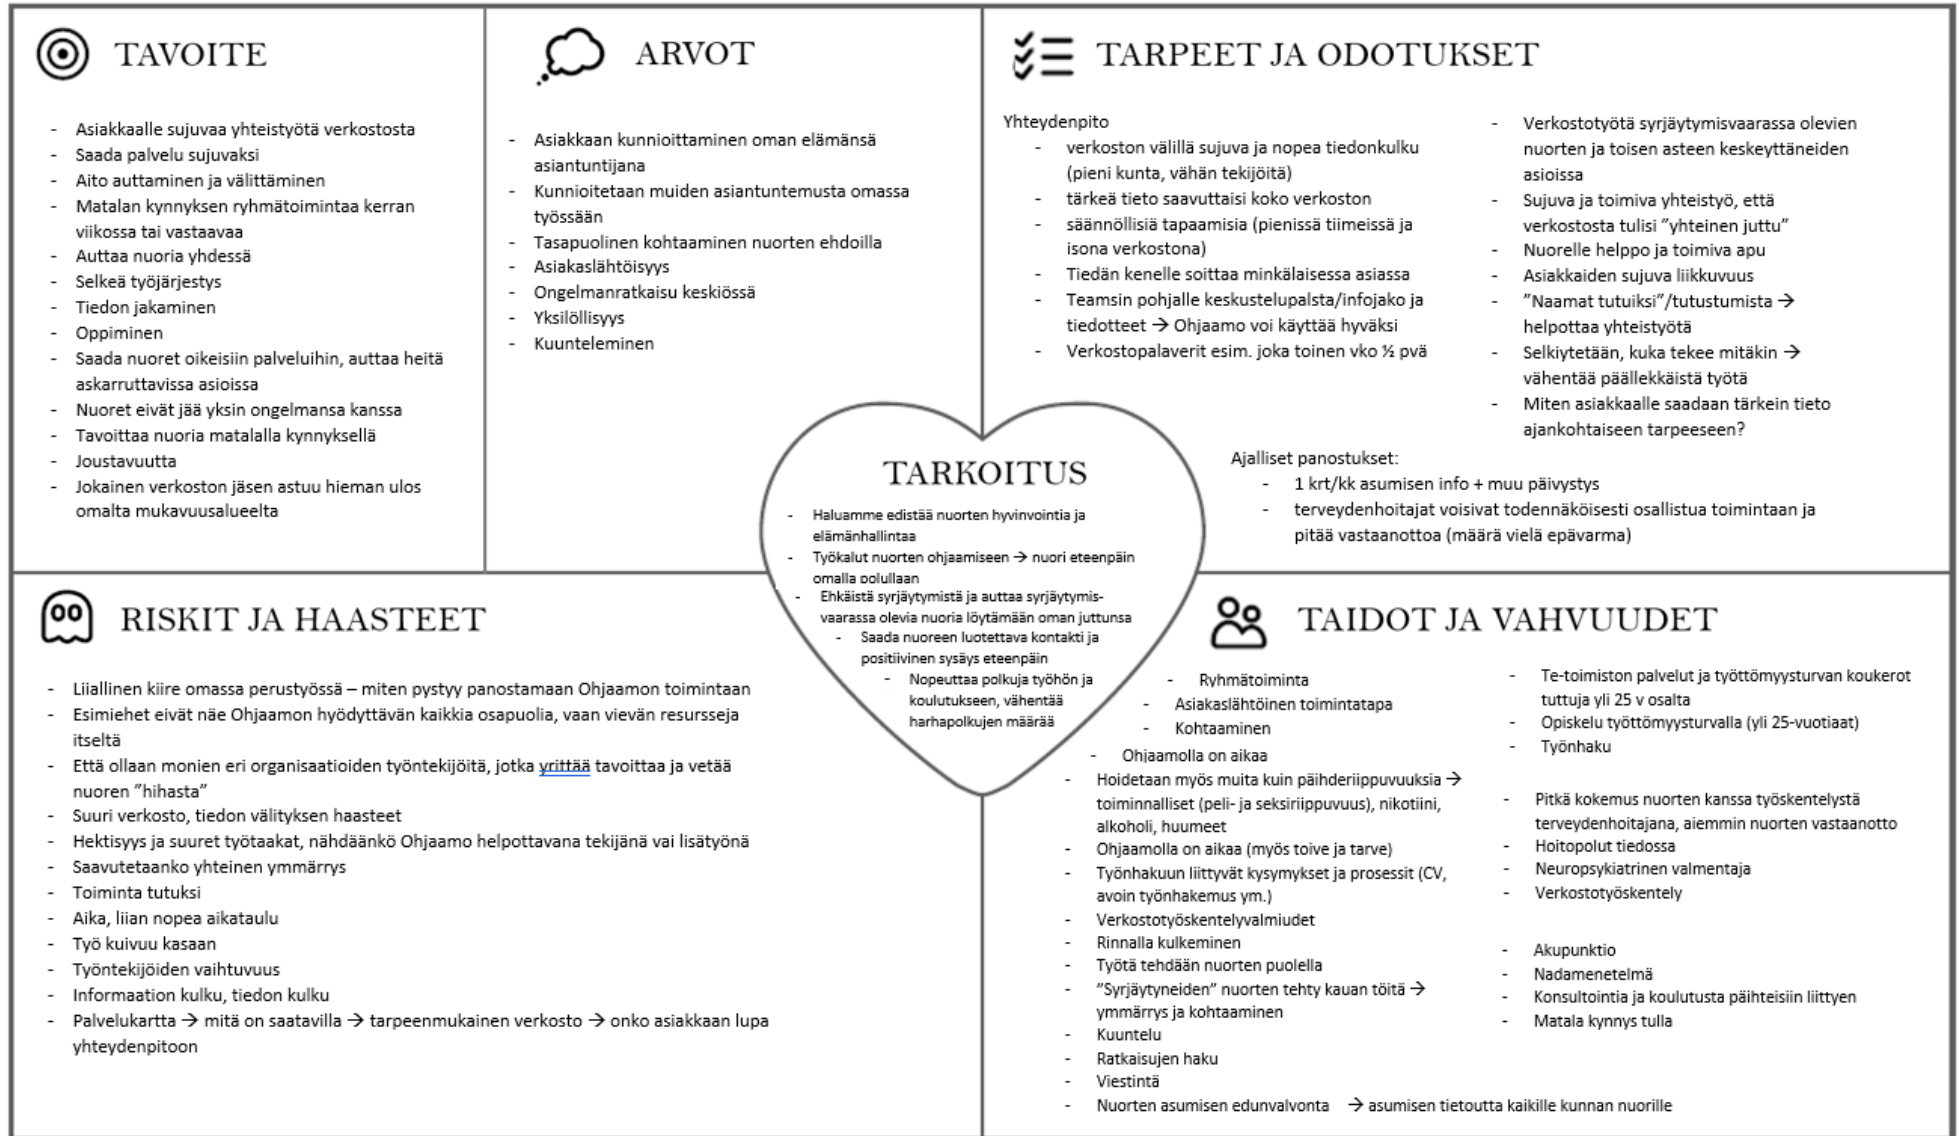 TAVOITE
- Asiakkaalle sujuvaa yhteistyötä verkostosta
- Saada palvelu sujuvaksi
- Aito auttaminen ja välittäminen
- Matalan kynnyksen ryhmätoimintaa kerran
viikossa tai vastaavaa
- Auttaa nuoria yhdessä
- Selkeä työjärjestys
- Tiedon jakaminen
- Oppiminen
- Saada nuoret oikeisiin palveluihin, auttaa heitä
askarruttavissa asioissa
- Nuoret eivät jää yksin ongelmansa kanssa
- Tavoittaa nuoria matalalla kynnyksellä
- Joustavuutta
- Jokainen verkoston jäsen astuu hieman ulos
omalta mukavuusalueelta
ARVOT
- Asiakkaan kunnioittaminen oman elämänsä
asiantuntijana
- Kunnioitetaan muiden asiantuntemusta omassa
työssään
- Tasapuolinen kohtaaminen nuorten ehdoilla
- Asiakaslähtöisyys
- Ongelmanratkaisu keskiössä
- Yksilöllisyys
- Kuunteleminen
TARPEET JA ODOTUKSET
Yhteydenpito
- verkoston välillä sujuva ja nopea tiedonkulku
(pieni kunta, vähän tekijöitä)
- tärkeä tieto saavuttaisi koko verkoston
- säännöllisiä tapaamisia (pienissä tiimeissä ja
isona verkostona)
- Tiedän kenelle soittaa minkälaisessa asiassa
- Teamsin pohjalle keskustelupalsta/infojako ja
tiedotteet → Ohjaamo voi käyttää hyväksi
- Verkostopalaverit esim. joka toinen vko ½ pvä
- Verkostotyötä syrjäytymisvaarassa olevien
nuorten ja toisen asteen keskeyttäneiden
asioissa
- Sujuva ja toimiva yhteistyö, että
verkostosta tulisi ”yhteinen juttu”
- Nuorelle helppo ja toimiva apu
- Asiakkaiden sujuva liikkuvuus
- ”Naamat tutuiksi”/tutustumista →
helpottaa yhteistyötä
- Selkiytetään, kuka tekee mitäkin →
vähentää päällekkäistä työtä
- Miten asiakkaalle saadaan tärkein tieto
ajankohtaiseen tarpeeseen?
Ajalliset panostukset:
- 1 krt/kk asumisen info + muu päivystys
- terveydenhoitajat voisivat todennäköisesti osallistua toimintaan ja
pitää vastaanottoa (määrä vielä epävarma)
TARKOITUS
- Haluamme edistää nuorten hyvinvointia ja
elämänhallintaa
- Työkalut nuorten ohjaamiseen → nuori eteenpäin
omalla polullaan
- Ehkäistä syrjäytymistä ja auttaa syrjäytymis-
vaarassa olevia nuoria löytämään oman juttunsa
- Saada nuoreen luotettava kontakti ja
positiivinen sysäys eteenpäin
- Nopeuttaa polkuja työhön ja
koulutukseen, vähentää
harhapolkujen määrää
RISKIT JA HAASTEET
- Liiallinen kiire omassa perustyössä – miten pystyy panostamaan Ohjaamon toimintaan
- Esimiehet eivät näe Ohjaamon hyödyttävän kaikkia osapuolia, vaan vievän resursseja
itseltä
- Että ollaan monien eri organisaatioiden työntekijöitä, jotka yrittää tavoittaa ja vetää
nuoren ”hihasta”
- Suuri verkosto, tiedon välityksen haasteet
- Hektisyys ja suuret työtaakat, nähdäänkö Ohjaamo helpottavana tekijänä vai lisätyönä
- Saavutetaanko yhteinen ymmärrys
- Toiminta tutuksi
- Aika, liian nopea aikataulu
- Työ kuivuu kasaan
- Työntekijöiden vaihtuvuus
- Informaation kulku, tiedon kulku
- Palvelukartta → mitä on saatavilla → tarpeenmukainen verkosto → onko asiakkaan lupa
yhteydenpitoon
TAIDOT JA VAHVUUDET
- Ryhmätoiminta
- Asiakaslähtöinen toimintatapa
- Kohtaaminen
- Ohjaamolla on aikaa
- Hoidetaan myös muita kuin päihderiippuvuuksia →
toiminnalliset (peli- ja seksiriippuvuus), nikotiini,
alkoholi, huumeet
- Ohjaamolla on aikaa (myös toive ja tarve)
- Työnhakuun liittyvät kysymykset ja prosessit (CV,
avoin työnhakemus ym.)
- Verkostotyöskentelyvalmiudet
- Rinnalla kulkeminen
- Työtä tehdään nuorten puolella
- ”Syrjäytyneiden” nuorten tehty kauan töitä →
ymmärrys ja kohtaaminen
- Kuuntelu
- Ratkaisujen haku
- Viestintä
- Nuorten asumisen edunvalvonta → asumisen tietoutta kaikille kunnan nuorille
- Te-toimiston palvelut ja työttömyysturvan koukerot
tuttuja yli 25 v osalta
- Opiskelu työttömyysturvalla (yli 25-vuotiaat)
- Työnhaku
- Pitkä kokemus nuorten kanssa työskentelystä
terveydenhoitajana, aiemmin nuorten vastaanotto
- Hoitopolut tiedossa
- Neuropsykiatrinen valmentaja
- Verkostotyöskentely
- Akupunktio
- Nadamenetelmä
- Konsultointia ja koulutusta päihteisiin liittyen
- Matala kynnys tulla